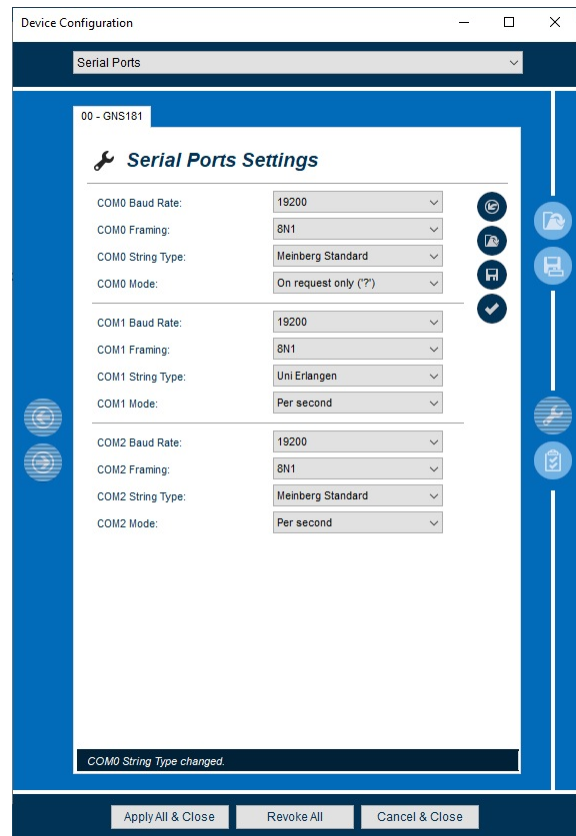 Device Configuration
Serial Ports
00 - GNS181
Serial Ports Settings
COM0 Baud Rate: 19200
COM0 Framing: 8N1
COM0 String Type: Meinberg Standard
COM0 Mode: On request only ('?')
COM1 Baud Rate: 19200
COM1 Framing: 8N1
COM1 String Type: Uni Erlangen
COM1 Mode: Per second
COM2 Baud Rate: 19200
COM2 Framing: 8N1
COM2 String Type: Meinberg Standard
COM2 Mode: Per second
COM0 String Type changed.
Apply All & Close Revoke All Cancel & Close